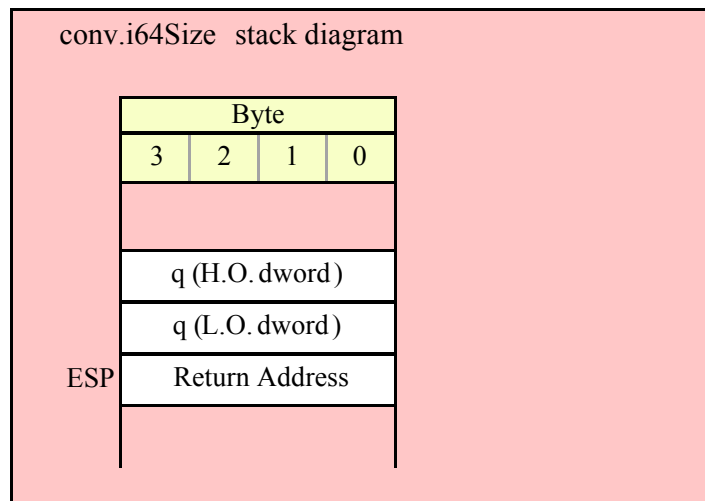 conv.i64Size stack diagram
Byte
3 2 1 0
q (H.O. dword)
q (L.O. dword)
ESP Return Address